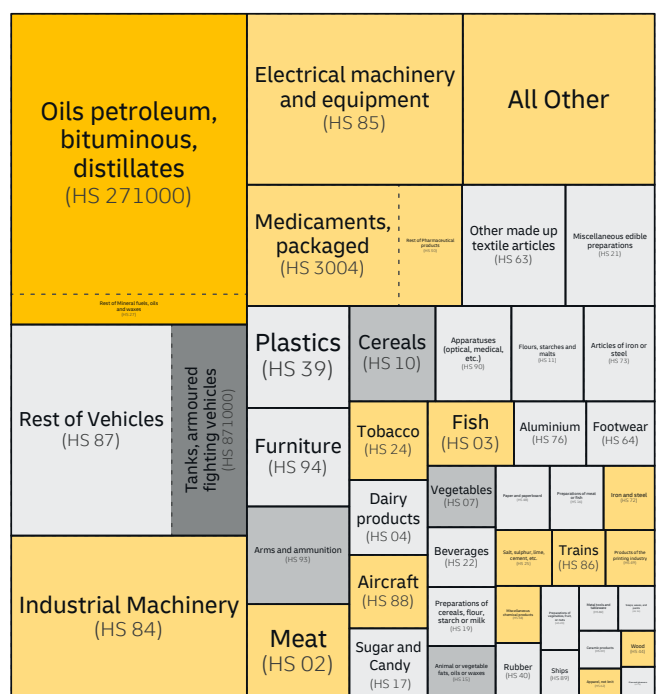 Oils petroleum,
bituminous,
distillates
(HS 271000)
Rest of Mineral fuels, oils
and waxes
(HS 27)
Electrical machinery
and equipment
(HS 85)
All Other
Medicaments,
packaged
(HS 3004)
Rest of Pharmaceutical
products
Other made up
textile articles
(HS 63)
Miscellaneous edible
preparations
(HS 21)
Rest of Vehicles
(HS 87)
Tanks, armoured
fighting vehicles
(HS 871000)
Plastics
(HS 39)
Cereals
(HS 10)
Apparatuses
(optical, medical,
etc.)
(HS 90)
Flours, starches and
malts
(HS 11)
Articles of iron or
steel
(HS 73)
Furniture
(HS 94)
Tobacco
(HS 24)
Fish
(HS 03)
Aluminium
(HS 76)
Footwear
(HS 64)
Arms and ammunition
(HS 93)
Dairy
products
(HS 04)
Vegetables
(HS 07)
Paper and paperboard
Preparations of meat
or fish
Iron and steel
(HS 72)
Industrial Machinery
(HS 84)
Meat
(HS 02)
Aircraft
(HS 88)
Beverages
(HS 22)
Salt, sulphur, lime,
cement, etc.
(HS 25)
Trains
(HS 86)
Products of the
printing industry
Sugar and
Candy
(HS 17)
Preparations of
cereals, flour,
starch or milk
(HS 19)
Animal or vegetable
fats, oils or waxes
(HS 15)
Miscellaneous
chemical products
Rubber
(HS 40)
Ships
(HS 89)
Ceramic products
Wood